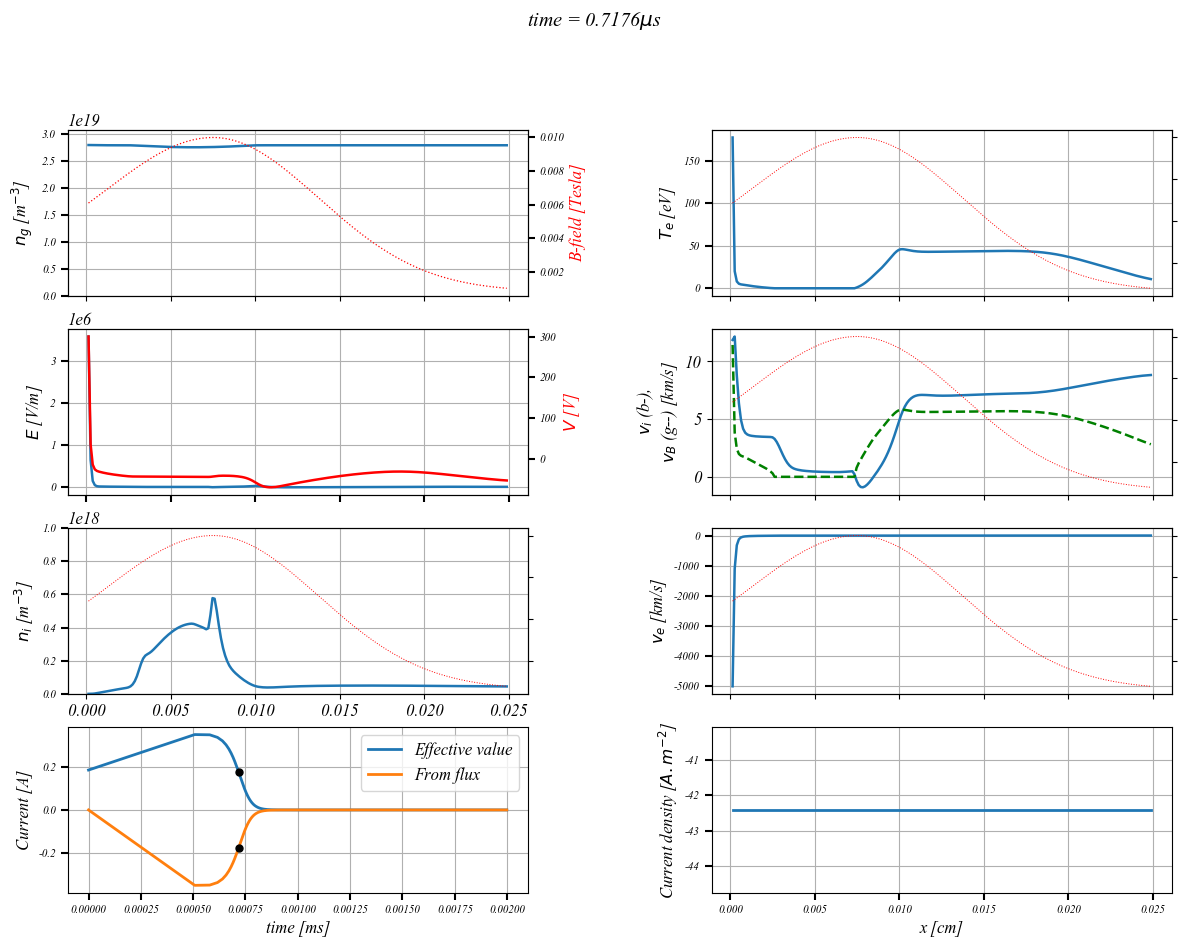 time = 0.7176μs
1e19
3.0
2.5
2.0
1.5
1.0
0.5
0.0
n_g [m^{-3}]
0.010
0.008
0.006
0.004
0.002
B-field [Tesla]
150
100
50
0
T_e [eV]
1e6
3
2
1
0
E [V/m]
300
200
100
0
V [V]
10
5
0
v_i (b-),
v_B (g--) [km/s]
1e18
1.0
0.8
0.6
0.4
0.2
0.0
n_i [m^{-3}]
0.000 0.005 0.010 0.015 0.020 0.025
0
-1000
-2000
-3000
-4000
-5000
v_e [km/s]
0.2
0.0
-0.2
Current [A]
Effective value
From flux
0.00000 0.00025 0.00050 0.00075 0.00100 0.00125 0.00150 0.00175 0.00200
time [ms]
-41
-42
-43
-44
Current density [A.m^{-2}]
0.000 0.005 0.010 0.015 0.020 0.025
x [cm]